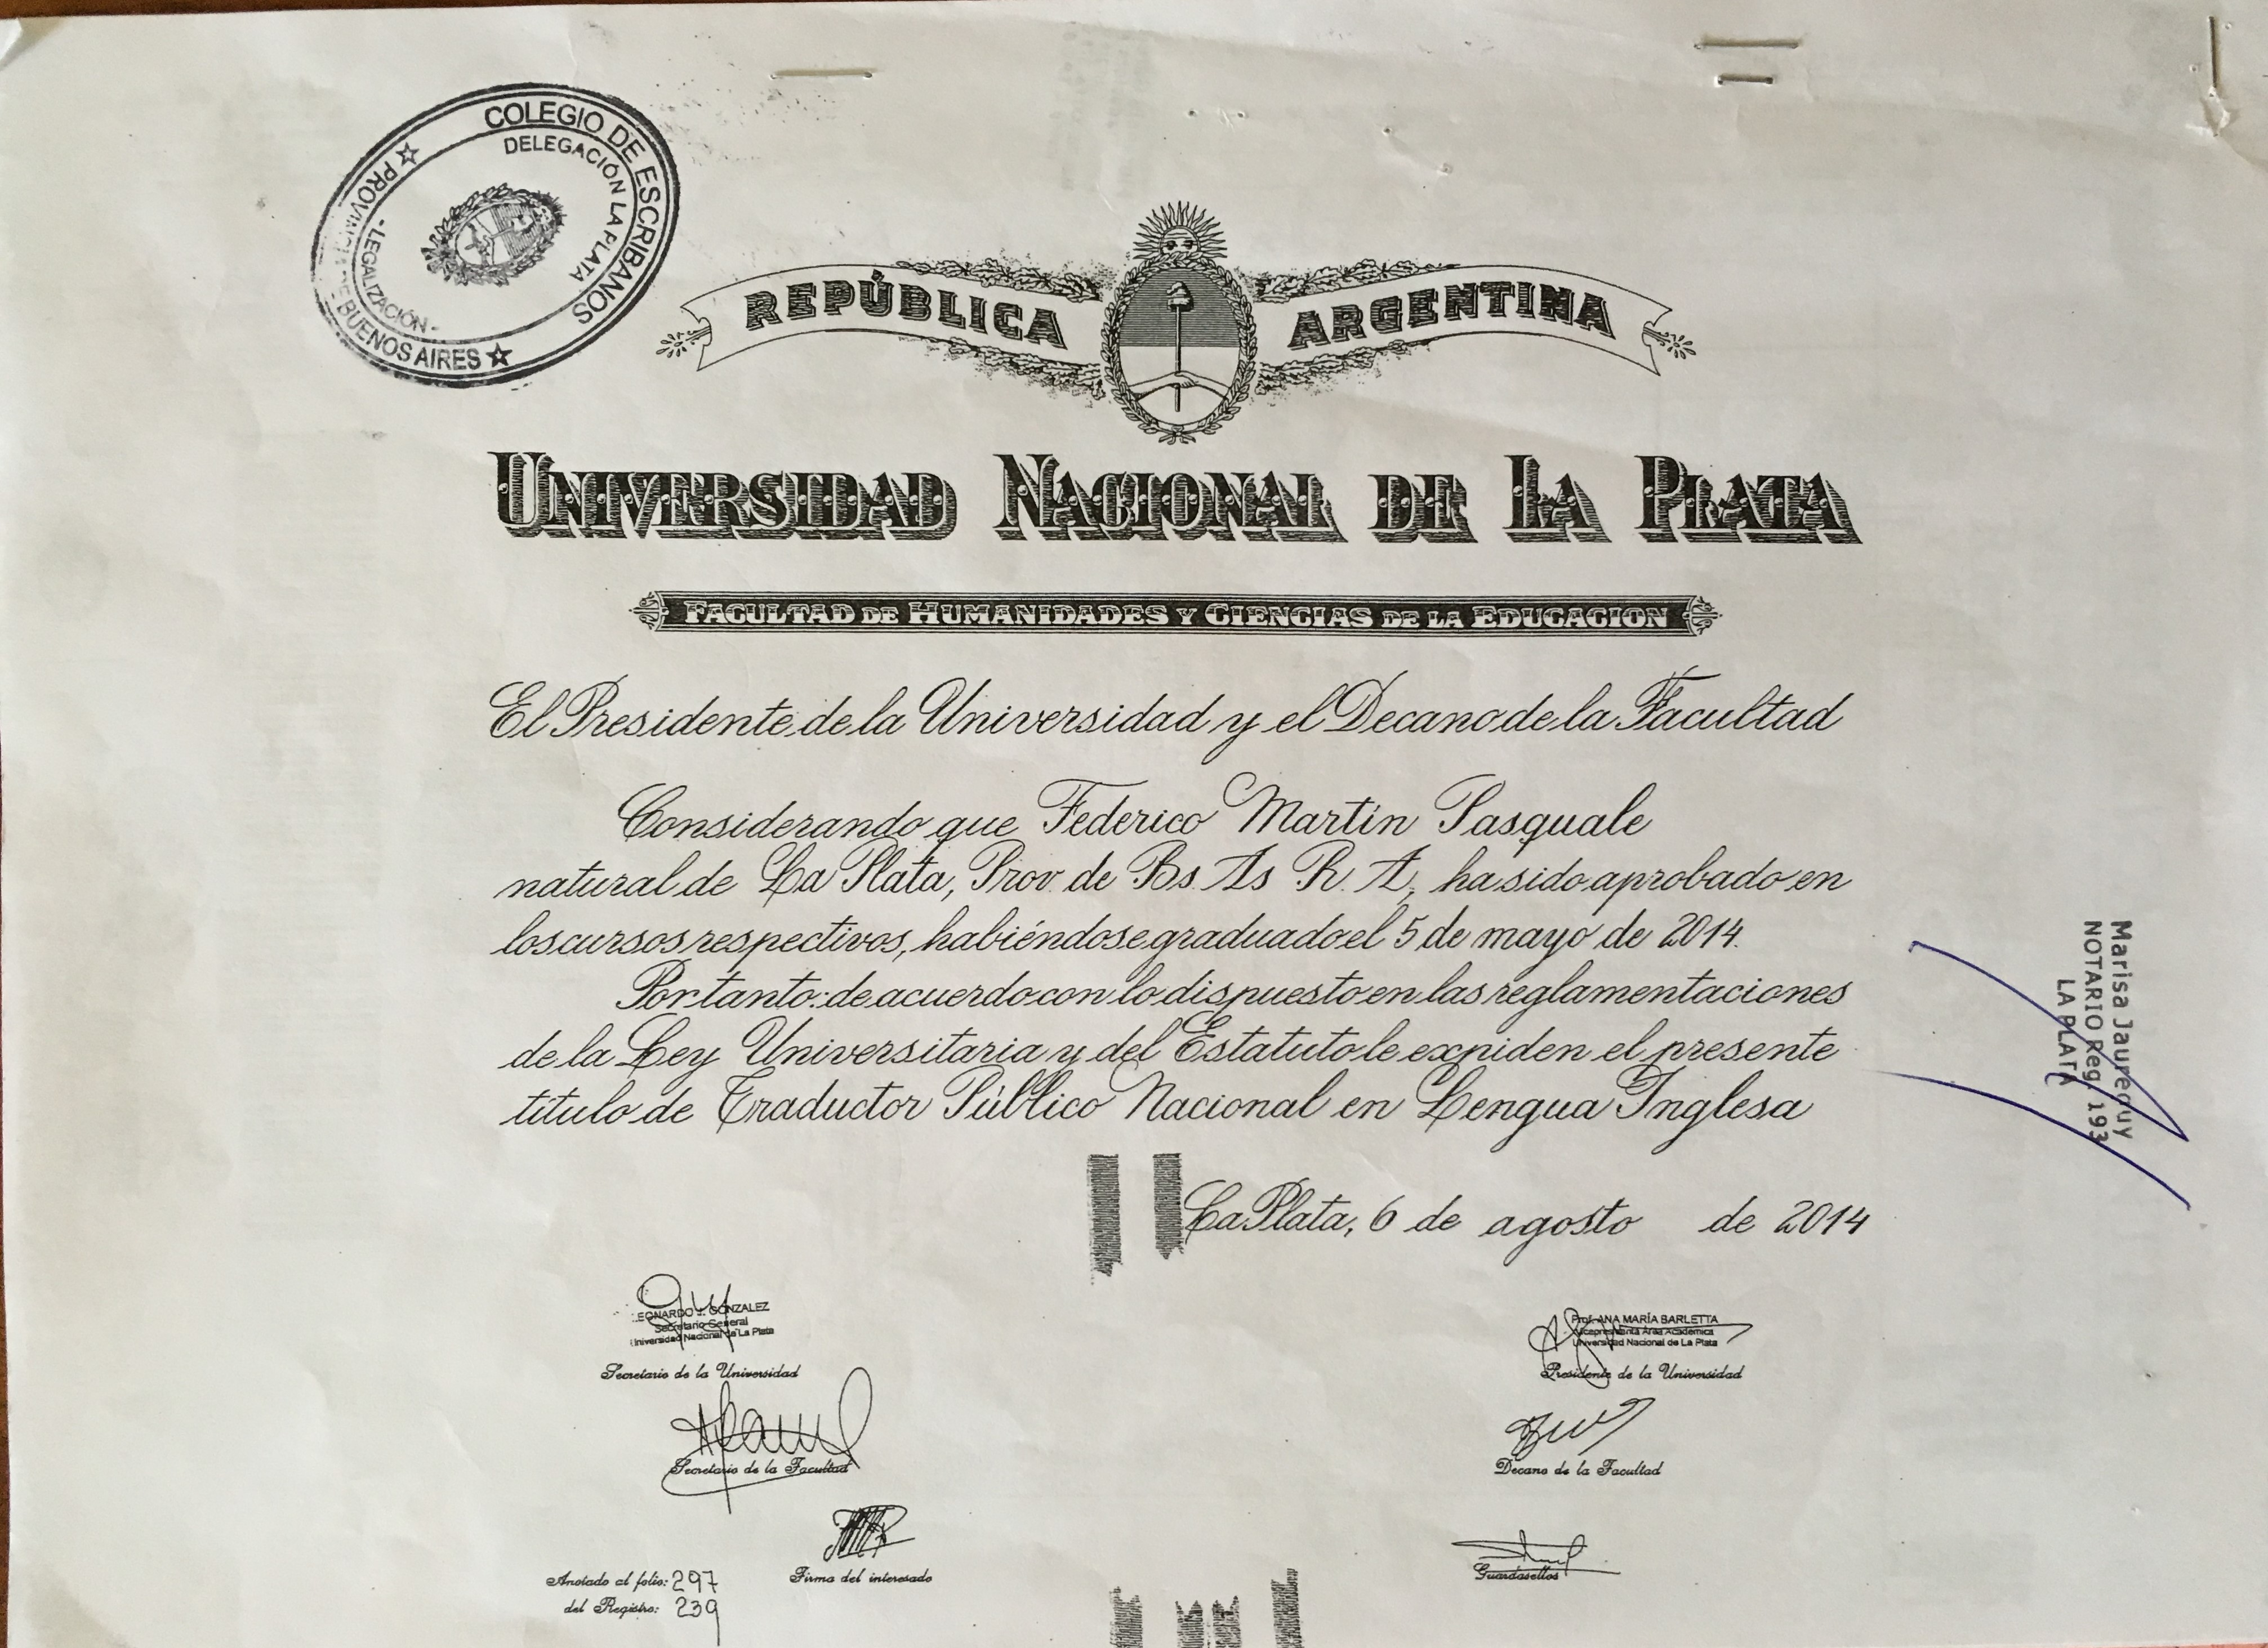 COLEGIO DE ESCRIBANOS
☆ PROVINCIA DE BUENOS AIRES ☆
DELEGACIÓN LA PLATA
- LEGALIZACIÓN -
REPÚBLICA ARGENTINA
UNIVERSIDAD NACIONAL DE LA PLATA
FACULTAD DE HUMANIDADES Y CIENCIAS DE LA EDUCACION
El Presidente de la Universidad y el Decano de la Facultad
Considerando que Federico Martín Pasquale
natural de La Plata, Prov. de Bs. As R. A, ha sido aprobado en
los cursos respectivos, habiéndose graduado el 5 de mayo de 2014.
Por tanto: de acuerdo con lo dispuesto en las reglamentaciones
de la Ley Universitaria y del Estatuto le expiden el presente
título de Traductor Público Nacional en Lengua Inglesa
La Plata, 6 de agosto de 2014
Marisa Jaureguy
NOTARIO Reg. 193
LA PLATA
LEONARDO J. GONZALEZ
Secretario General
Universidad Nacional de La Plata
Secretario de la Universidad
Prof. ANA MARÍA BARLETTA
Vicepresidenta Área Académica
Universidad Nacional de La Plata
Presidente de la Universidad
Secretario de la Facultad
Decano de la Facultad
Firma del interesado
Guardasellos
Anotado al folio: 297
del Registro: 239